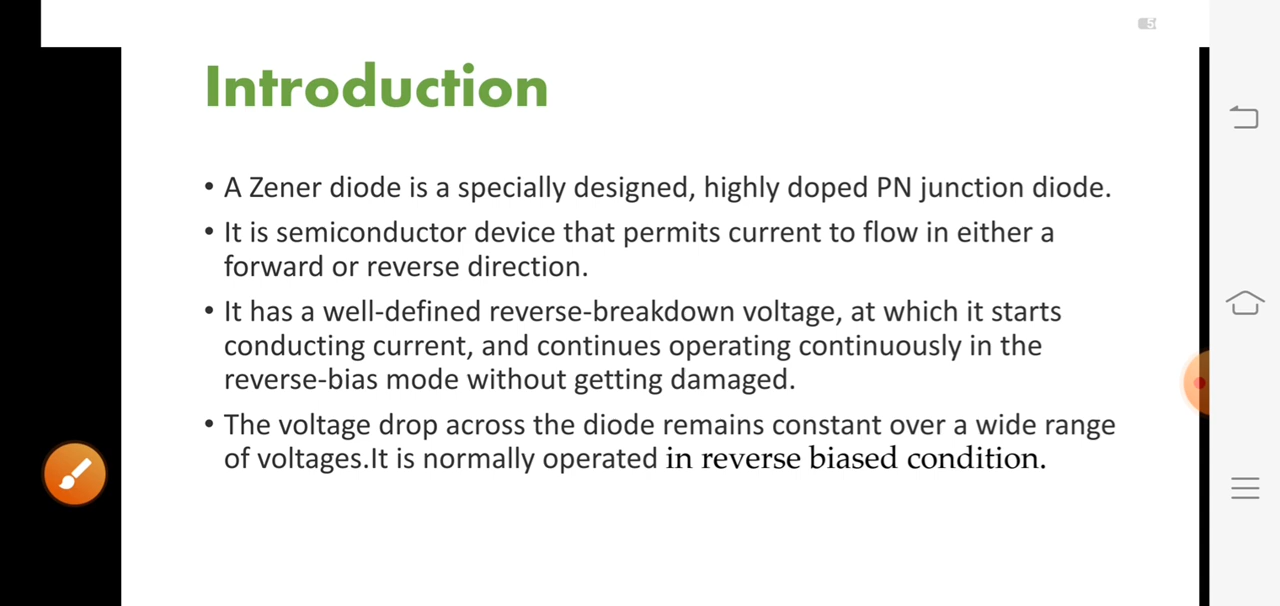 Introduction
• A Zener diode is a specially designed, highly doped PN junction diode.
• It is semiconductor device that permits current to flow in either a
forward or reverse direction.
• It has a well-defined reverse-breakdown voltage, at which it starts
conducting current, and continues operating continuously in the
reverse-bias mode without getting damaged.
• The voltage drop across the diode remains constant over a wide range
of voltages.It is normally operated in reverse biased condition.